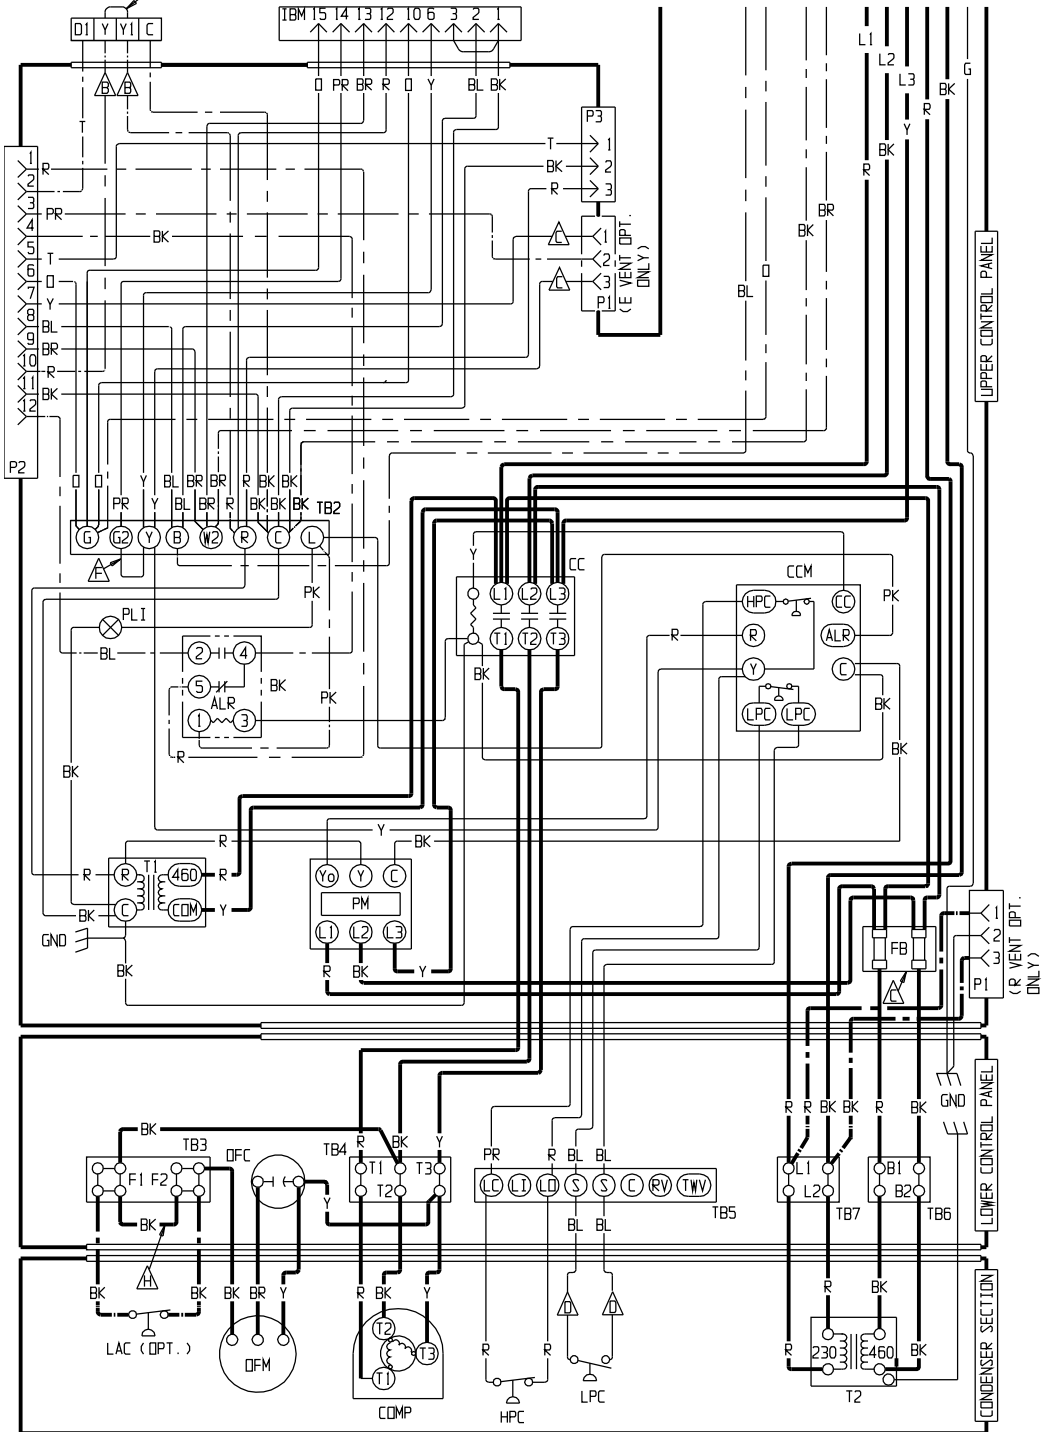 D1 Y Y1 C
IBM 15 14 13 12 10 6 3 2 1
B B
O PR BR R O Y BL BK
L1
L2
L3
G
R
BK
Y
BK
R
T
P3
T 1
BK 2
R 3
1 R
2
3 PR
4 BK
5 T
6 O
7 Y
8 BL
9 BR
10 R
11 BK
12
P2
C 1
2
C 3
P1
(E VENT OPT.
ONLY)
BR
BK
O
BL
UPPER CONTROL PANEL
O O PR Y Y BL BL BR BR BR R R BK BK BK BK
TB2
G G2 Y B W2 R C L
F
PK
PLI
BL
2 4
5
ALR
1 3
BK
PK
R
BK
Y
CC
L1 L2 L3
T1 T2 T3
BK
CCM
HPC CC
R ALR
Y C
LPC LPC
R
PK
BK
BK
Y
R
BK
R R T1 460 R
BK C COM Y
GND
BK
Yo Y C
PM
L1 L2 L3
R BK Y
FB
C
1
2
3
P1
(R VENT OPT.
ONLY)
GND
LOWER CONTROL PANEL
BK
TB3
F1 F2
BK
H
OFC
Y
TB4
R BK Y
T1 T3
T2
PR R BL BL
LC LI LO S S C RV TWV
TB5
BL BL
R R BK BK R BK
L1
L2
TB7
B1
B2
TB6
CONDENSER SECTION
BK BK BK BR Y
LAC (OPT.)
OFM
R BK Y
T2
T3
T1
COMP
R R
HPC
D D
LPC
R R BK BK
230 460
T2